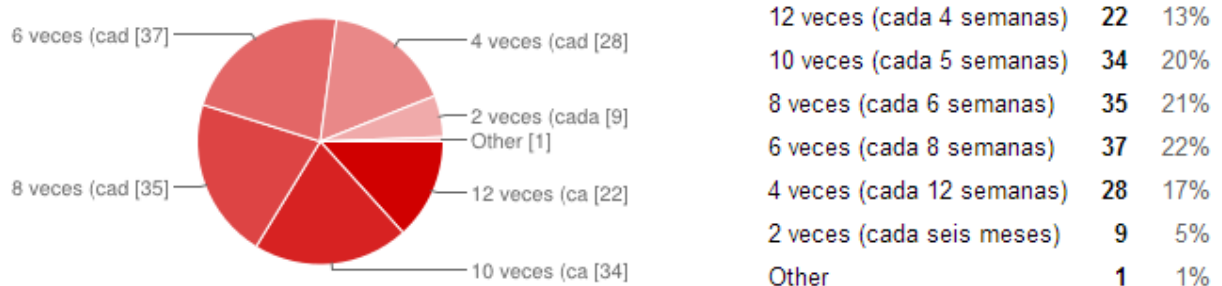 6 veces (cad [37]
4 veces (cad [28]
2 veces (cada [9]
Other [1]
8 veces (cad [35]
12 veces (ca [22]
10 veces (ca [34]
12 veces (cada 4 semanas) 22 13%
10 veces (cada 5 semanas) 34 20%
8 veces (cada 6 semanas) 35 21%
6 veces (cada 8 semanas) 37 22%
4 veces (cada 12 semanas) 28 17%
2 veces (cada seis meses) 9 5%
Other 1 1%